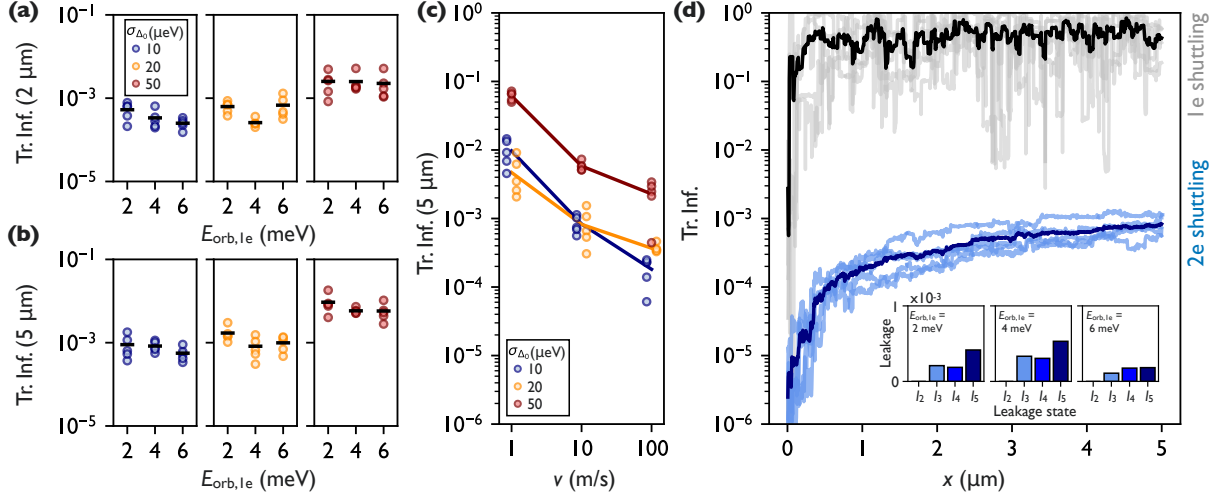 (a)
Tr. Inf. (2 μm)
10⁻¹
10⁻³
10⁻⁵
σΔ₀(μeV)
10
20
50
2 4 6
2 4 6
2 4 6
E_orb,1e (meV)
(b)
Tr. Inf. (5 μm)
10⁻¹
10⁻³
10⁻⁵
2 4 6
2 4 6
2 4 6
E_orb,1e (meV)
(c)
Tr. Inf. (5 μm)
10⁰
10⁻¹
10⁻²
10⁻³
10⁻⁴
10⁻⁵
10⁻⁶
σΔ₀(μeV)
10
20
50
1 10 100
v (m/s)
(d)
Tr. Inf.
10⁰
10⁻¹
10⁻²
10⁻³
10⁻⁴
10⁻⁵
10⁻⁶
0 1 2 3 4 5
x (μm)
1e shuttling
2e shuttling
x10⁻³
Leakage
1
0
E_orb,1e =
2 meV
E_orb,1e =
4 meV
E_orb,1e =
6 meV
l₂ l₃ l₄ l₅
l₂ l₃ l₄ l₅
l₂ l₃ l₄ l₅
Leakage state